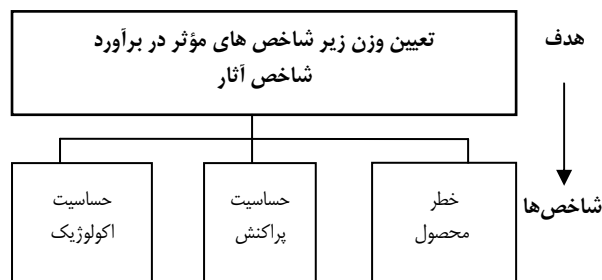 هدف
تعیین وزن زیر شاخص های مؤثر در برآورد
شاخص آثار
شاخص‌ها
خطر
محصول
حساسیت
پراکنش
حساسیت
اکولوژیک